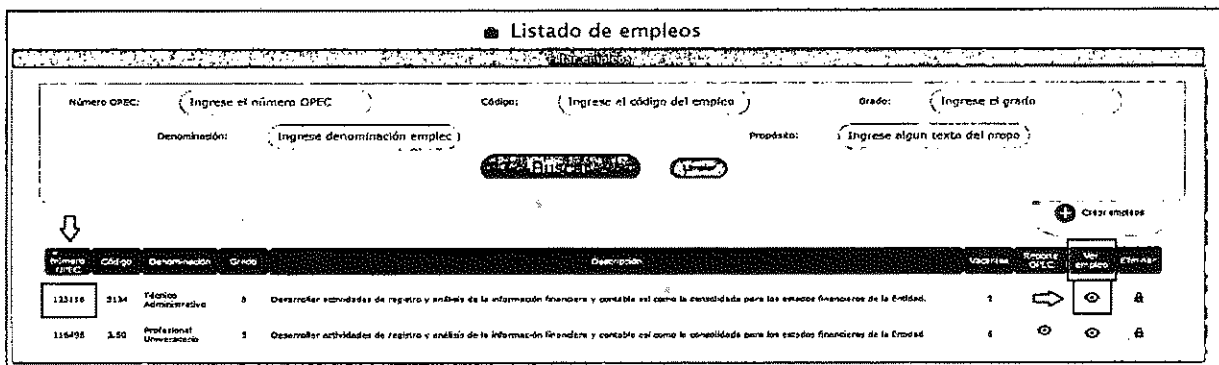 Listado de empleos
Filtrar empleos
Número OPEC: Ingrese el número OPEC Código: Ingrese el código del empleo Grado: Ingrese el grado
Denominación: Ingrese denominación emplec Propósito: Ingrese algun texto del propo
Buscar Limpiar
Crear empleos
Número OPEC Código Denominación Grado Descripción Vacantes Reporte OPEC Ver empleo Eliminar
Técnico Administrativo Desarrollar actividades de registro y análisis de la información financiera y contable así como la consolidada para los estados financieros de la Entidad. 2
116498 Profesional Universitario Desarrollar actividades de registro y análisis de la información financiera y contable así como la consolidada para los estados financieros de la Entidad